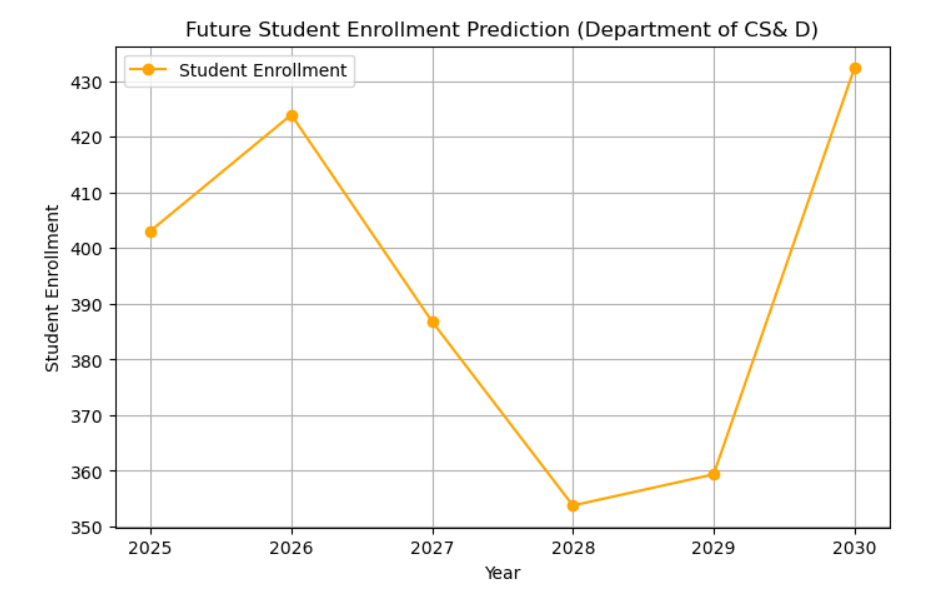 Future Student Enrollment Prediction (Department of CS& D)
Student Enrollment
430
420
410
400
390
380
370
360
350
Student Enrollment
2025 2026 2027 2028 2029 2030
Year